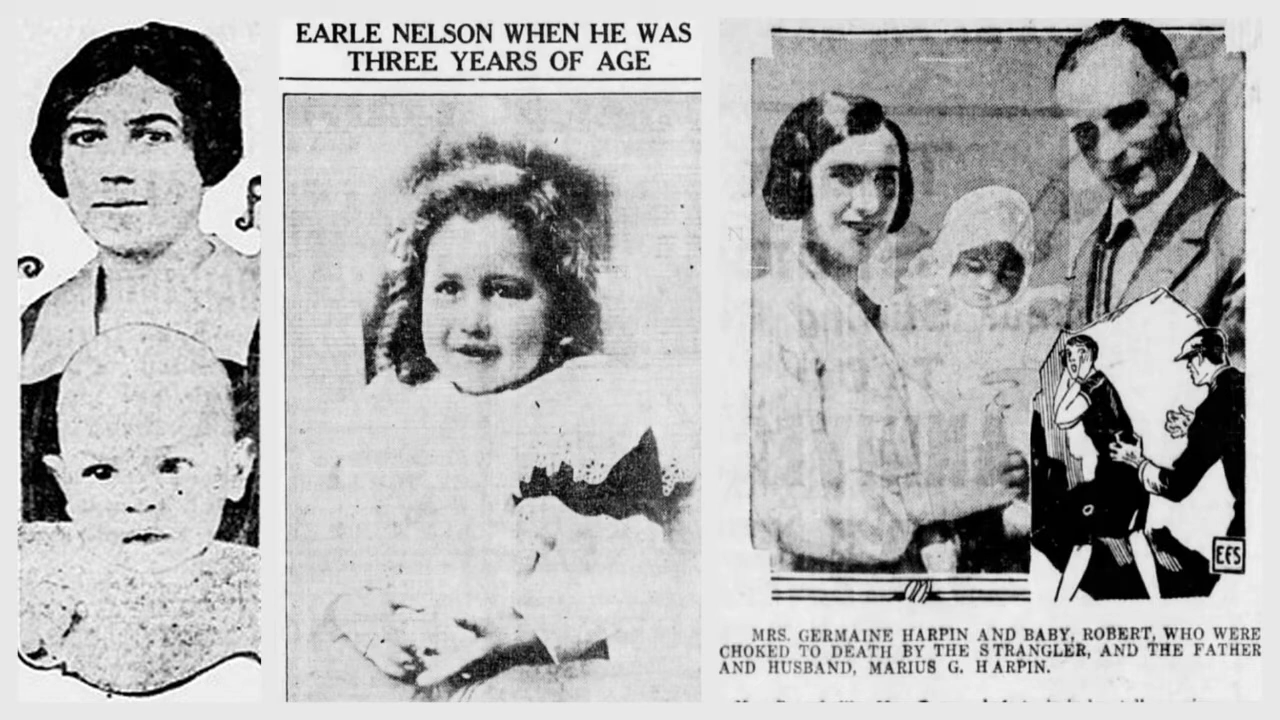 EARLE NELSON WHEN HE WAS
THREE YEARS OF AGE
EFS
MRS. GERMAINE HARPIN AND BABY, ROBERT, WHO WERE
CHOKED TO DEATH BY THE STRANGLER, AND THE FATHER
AND HUSBAND, MARIUS G. HARPIN.